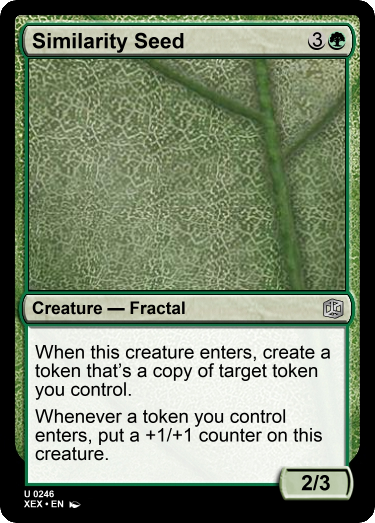 Similarity Seed 3
Creature — Fractal
When this creature enters, create a
token that's a copy of target token
you control.
Whenever a token you control
enters, put a +1/+1 counter on this
creature.
2/3
U 0246
XEX • EN